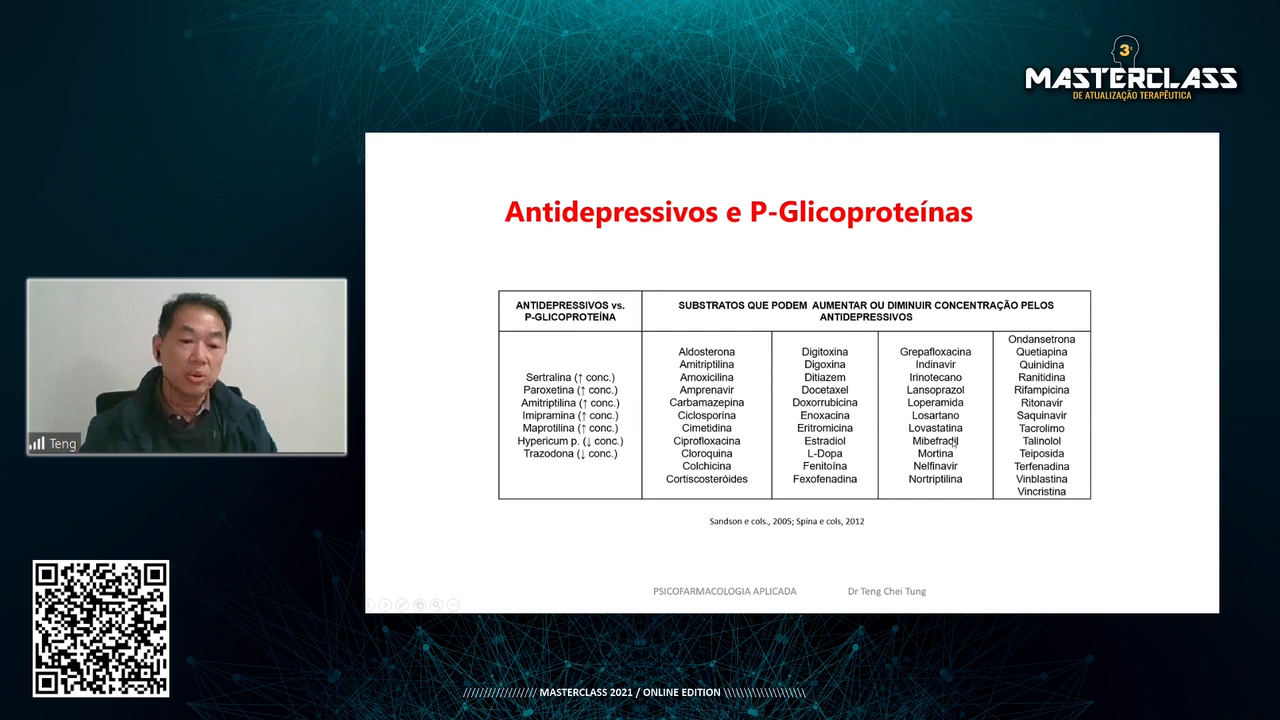 3ª
MASTERCLASS
DE ATUALIZAÇÃO TERAPÊUTICA
Antidepressivos e P-Glicoproteínas
ANTIDEPRESSIVOS vs.
P-GLICOPROTEÍNA
SUBSTRATOS QUE PODEM AUMENTAR OU DIMINUIR CONCENTRAÇÃO PELOS
ANTIDEPRESSIVOS
Sertralina (↑ conc.)
Paroxetina (↑ conc.)
Amitriptilina (↑ conc.)
Imipramina (↑ conc.)
Maprotilina (↑ conc.)
Hypericum p. (↓ conc.)
Trazodona (↓ conc.)
Aldosterona
Amitriptilina
Amoxicilina
Amprenavir
Carbamazepina
Ciclosporina
Cimetidina
Ciprofloxacina
Cloroquina
Colchicina
Cortiscosteróides
Digitoxina
Digoxina
Ditiazem
Docetaxel
Doxorrubicina
Enoxacina
Eritromicina
Estradiol
L-Dopa
Fenitoína
Fexofenadina
Grepafloxacina
Indinavir
Irinotecano
Lansoprazol
Loperamida
Losartano
Lovastatina
Mibefradil
Mortina
Nelfinavir
Nortriptilina
Ondansetrona
Quetiapina
Quinidina
Ranitidina
Rifampicina
Ritonavir
Saquinavir
Tacrolimo
Talinolol
Teiposida
Terfenadina
Vinblastina
Vincristina
Sandson e cols., 2005; Spina e cols, 2012
PSICOFARMACOLOGIA APLICADA Dr Teng Chei Tung
Teng
////////////////// MASTERCLASS 2021 / ONLINE EDITION \\\\\\\\\\\\\\\\\\\\